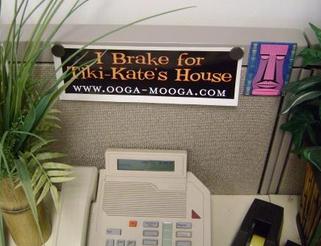 I Brake for
Tiki-Kate's House
WWW.OOGA-MOOGA.COM